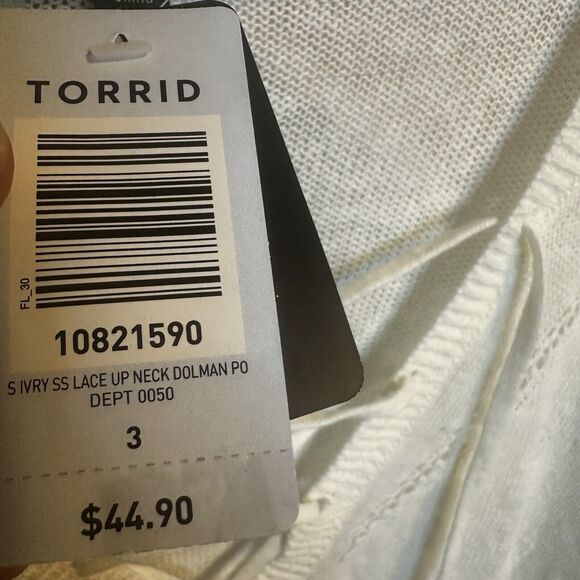 TORRID
FL_30
10821590
S IVRY SS LACE UP NECK DOLMAN PO
DEPT 0050
3
$44.90